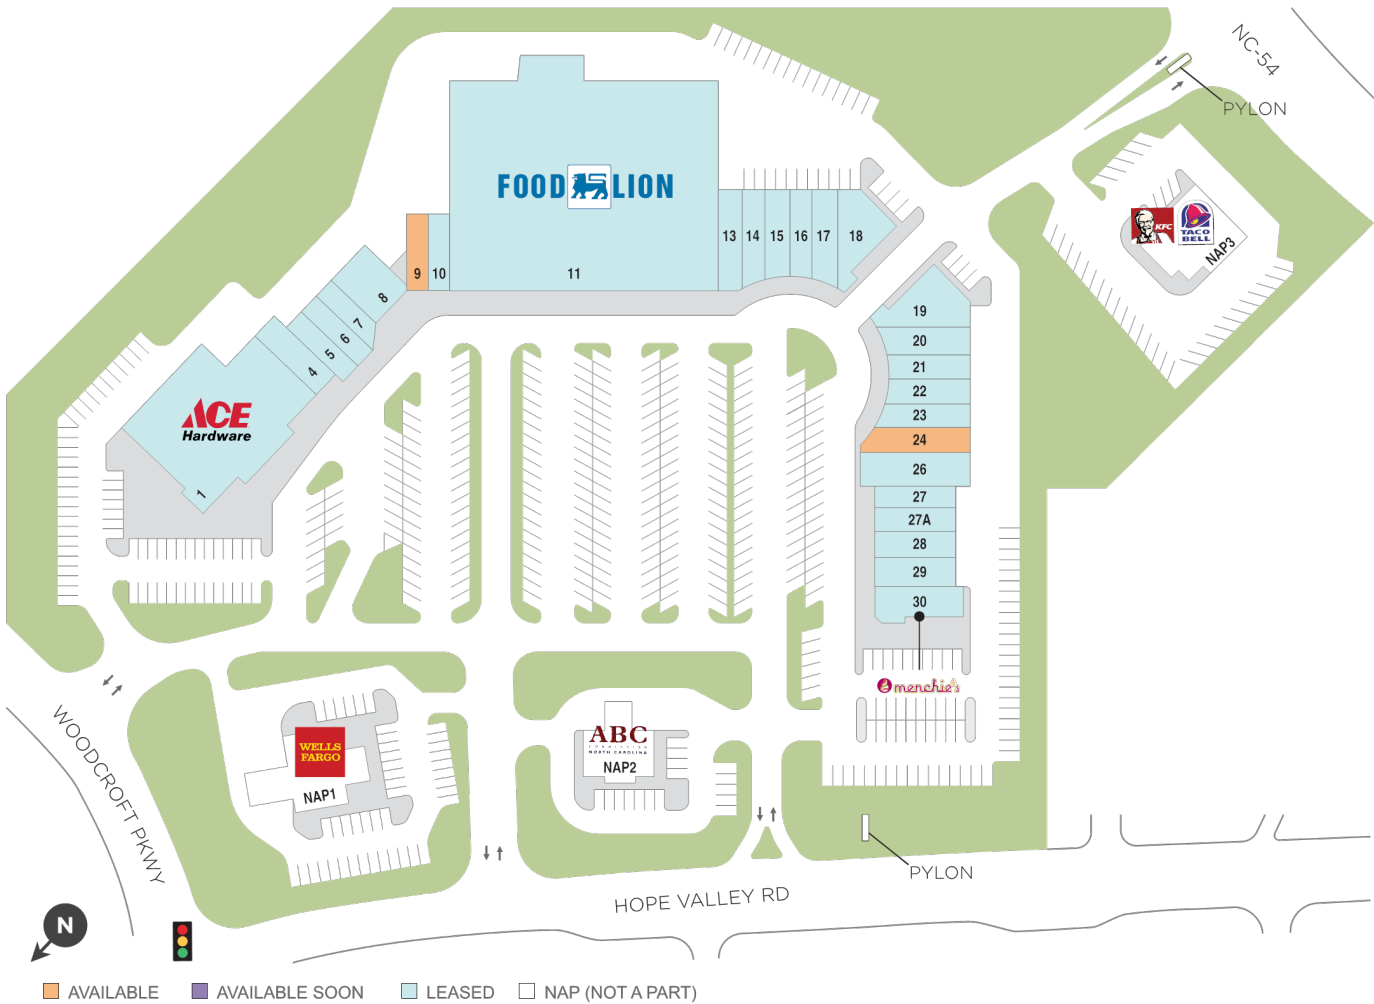 NC-54
PYLON
FOOD LION
KFC
TACO
BELL
NAP3
13 14 15 16 17 18
9 10 11
8
7
6
5
4
19
20
21
22
23
24
26
27
27A
28
29
30
ACE
Hardware
1
menchie's
WELLS
FARGO
NAP1
ABC
COMMISSION
NORTH CAROLINA
NAP2
WOODCROFT PKWY
PYLON
HOPE VALLEY RD
N
AVAILABLE AVAILABLE SOON LEASED NAP (NOT A PART)